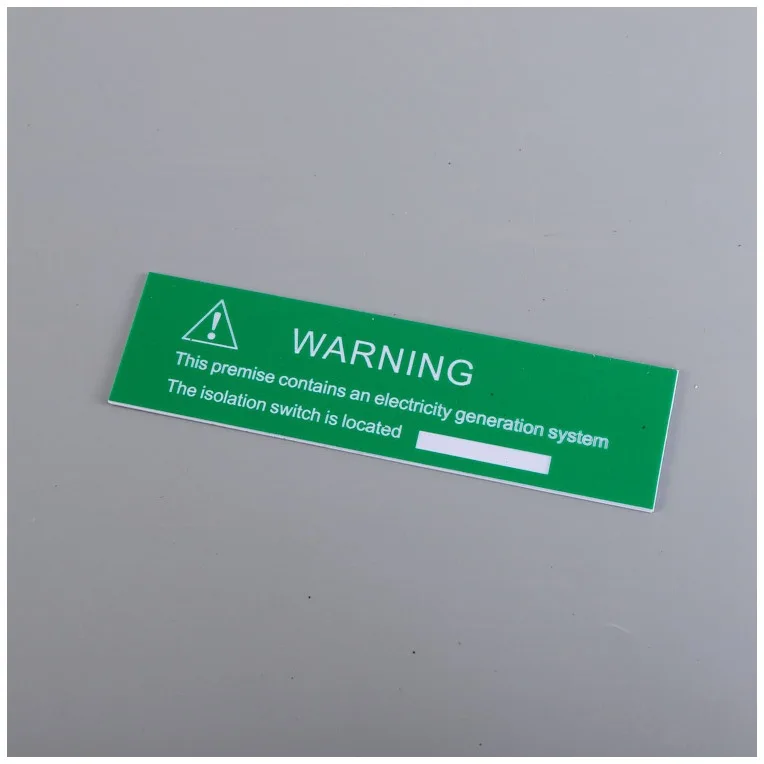 WARNING
This premise contains an electricity generation system
The isolation switch is located